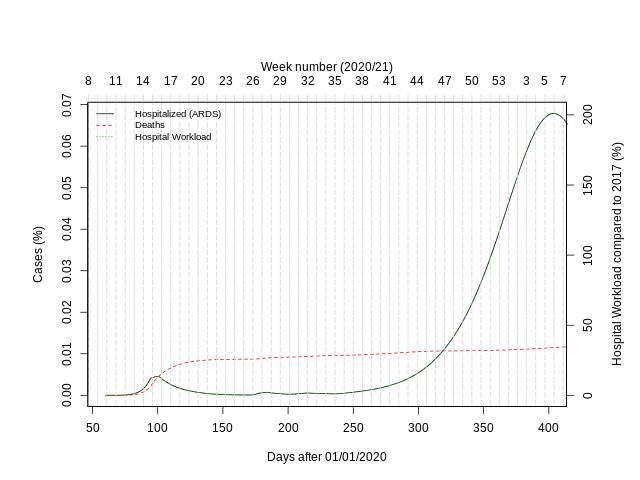 Week number (2020/21)
8 11 14 17 20 23 26 29 32 35 38 41 44 47 50 53 3 5 7
Hospitalized (ARDS)
Deaths
Hospital Workload
Cases (%)
0.00 0.01 0.02 0.03 0.04 0.05 0.06 0.07
Hospital Workload compared to 2017 (%)
0 50 100 150 200
50 100 150 200 250 300 350 400
Days after 01/01/2020